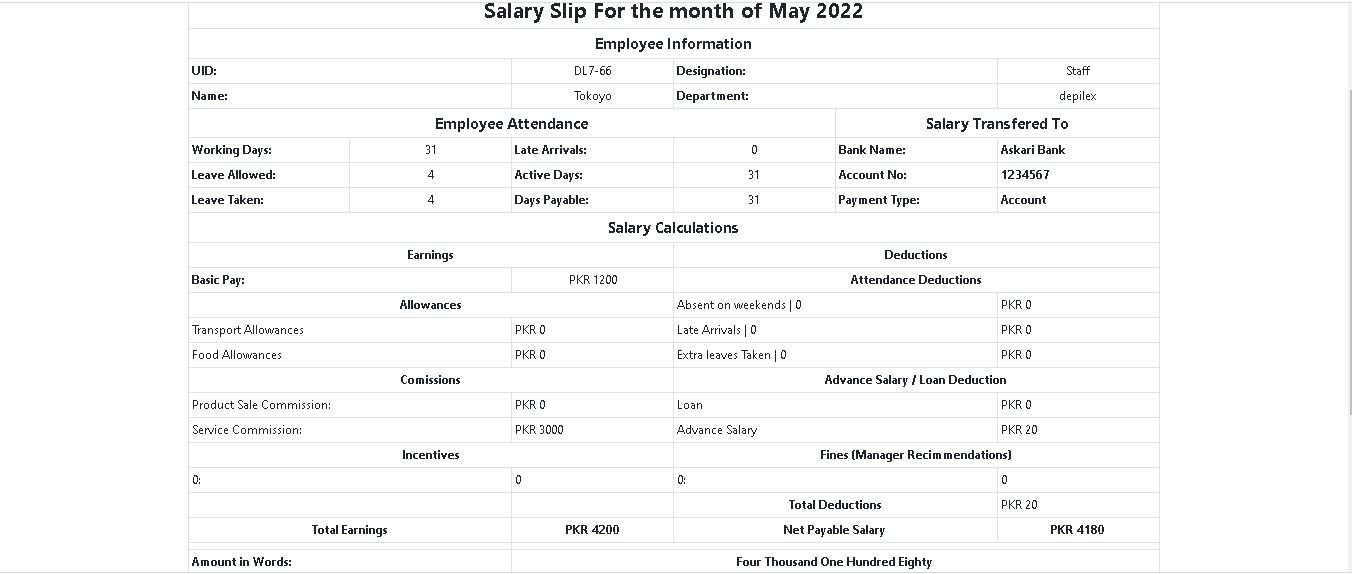 Salary Slip For the month of May 2022
Employee Information
UID: DL7-66 Designation: Staff
Name: Tokoyo Department: depilex
Employee Attendance Salary Transfered To
Working Days: 31 Late Arrivals: 0 Bank Name: Askari Bank
Leave Allowed: 4 Active Days: 31 Account No: 1234567
Leave Taken: 4 Days Payable: 31 Payment Type: Account
Salary Calculations
Earnings Deductions
Basic Pay: PKR 1200 Attendance Deductions
Allowances Absent on weekends | 0 PKR 0
Transport Allowances PKR 0 Late Arrivals | 0 PKR 0
Food Allowances PKR 0 Extra leaves Taken | 0 PKR 0
Comissions Advance Salary / Loan Deduction
Product Sale Commission: PKR 0 Loan PKR 0
Service Commission: PKR 3000 Advance Salary PKR 20
Incentives Fines (Manager Recimmendations)
0: 0 0: 0
Total Deductions PKR 20
Total Earnings PKR 4200 Net Payable Salary PKR 4180
Amount in Words: Four Thousand One Hundred Eighty